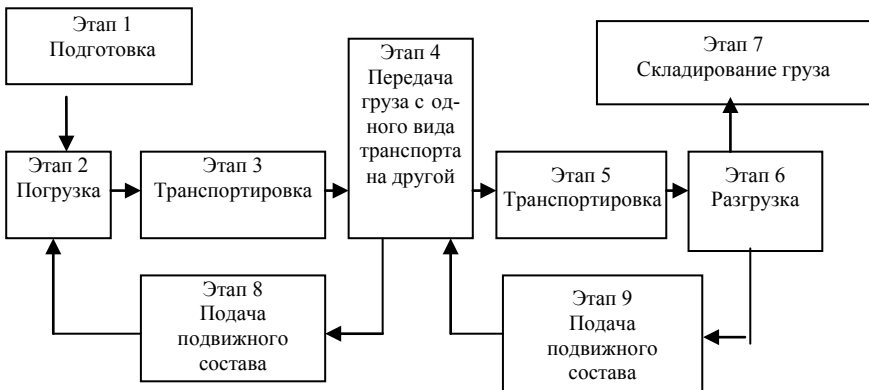 Этап 1
Подготовка
Этап 2
Погрузка
Этап 3
Транспортировка
Этап 4
Передача
груза с од-
ного вида
транспорта
на другой
Этап 5
Транспортировка
Этап 6
Разгрузка
Этап 7
Складирование груза
Этап 8
Подача
подвижного
состава
Этап 9
Подача
подвижного
состава